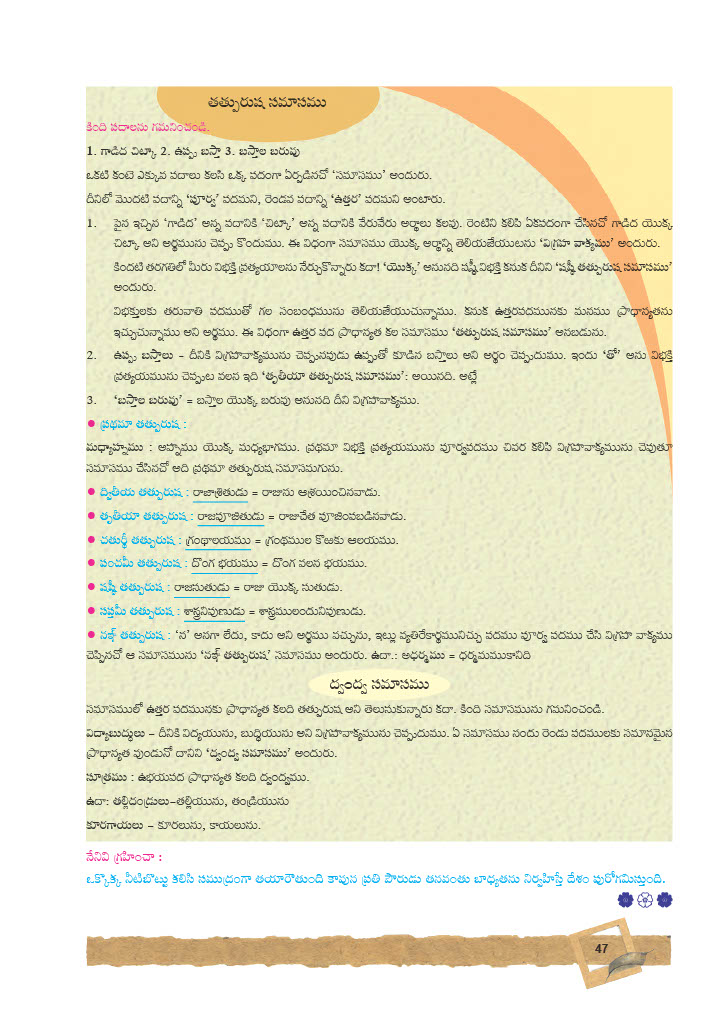 తత్పురుష సమాసము
కింది పదాలను గమనించండి.
1. గాడిద చిట్కా 2. ఉప్పు బస్తా 3. బస్తాల బరువు
ఒకటి కంటె ఎక్కువ పదాలు కలసి ఒక్క పదంగా ఏర్పడినచో ‘సమాసము’ అందురు.
దీనిలో మొదటి పదాన్ని ‘పూర్వ’ పదమని, రెండవ పదాన్ని ‘ఉత్తర’ పదమని అంటారు.
1. పైన ఇచ్చిన ‘గాడిద’ అన్న పదానికి ‘చిట్కా’ అన్న పదానికి వేరువేరు అర్థాలు కలవు. రెంటిని కలిపి ఏకపదంగా చేసినచో గాడిద యొక్క
చిట్కా అని అర్థమును చెప్పు కొందుము. ఈ విధంగా సమాసము యొక్క అర్థాన్ని తెలియజేయుటను ‘విగ్రహ వాక్యము’ అందురు.
కిందటి తరగతిలో మీరు విభక్తి ప్రత్యయాలను నేర్చుకొన్నారు కదా! ‘యొక్క’ అనునది షష్ఠీ విభక్తి కనుక దీనిని ‘షష్ఠీ తత్పురుష సమాసము’
అందురు.
విభక్తులకు తరువాతి పదముతో గల సంబంధమును తెలియజేయుచున్నాము. కనుక ఉత్తరపదమునకు మనము ప్రాధాన్యతను
ఇచ్చుచున్నాము అని అర్థము. ఈ విధంగా ఉత్తర పద ప్రాధాన్యత కల సమాసము ‘తత్పురుష సమాసము’ అనబడును.
2. ఉప్పు బస్తాలు – దీనికి విగ్రహవాక్యమును చెప్పునపుడు ఉప్పుతో కూడిన బస్తాలు అని అర్థం చెప్పుదుము. ఇందు ‘తో’ అను విభక్తి
ప్రత్యయమును చెప్పుట వలన ఇది ‘తృతీయా తత్పురుష సమాసము’: అయినది. అట్లే
3. ‘బస్తాల బరువు’ = బస్తాల యొక్క బరువు అనునది దీని విగ్రహవాక్యము.
● ప్రథమా తత్పురుష :
మధ్యాహ్నము : అహ్నము యొక్క మధ్యభాగము. ప్రథమా విభక్తి ప్రత్యయమును పూర్వపదము చివర కలిపి విగ్రహవాక్యమును చెపుతూ
సమాసము చేసినచో అది ప్రథమా తత్పురుష సమాసమగును.
● ద్వితీయ తత్పురుష : రాజాశ్రితుడు = రాజును ఆశ్రయించినవాడు.
● తృతీయా తత్పురుష : రాజపూజితుడు = రాజుచేత పూజింపబడినవాడు.
● చతుర్థీ తత్పురుష : గ్రంథాలయము = గ్రంథముల కొఱకు ఆలయము.
● పంచమీ తత్పురుష : దొంగ భయము = దొంగ వలన భయము.
● షష్ఠీ తత్పురుష : రాజసుతుడు = రాజు యొక్క సుతుడు.
● సప్తమీ తత్పురుష : శాస్త్రనిపుణుడు = శాస్త్రములందునిపుణుడు.
● నఞ్ తత్పురుష : ‘న’ అనగా లేదు, కాదు అని అర్థము వచ్చును, ఇట్లు వ్యతిరేకార్థమునిచ్చు పదము పూర్వ పదము చేసి విగ్రహ వాక్యము
చెప్పినచో ఆ సమాసమును ‘నఞ్ తత్పురుష’ సమాసము అందురు. ఉదా.: అధర్మము = ధర్మముకానిది
ద్వంద్వ సమాసము
సమాసములో ఉత్తర పదమునకు ప్రాధాన్యత కలది తత్పురుష అని తెలుసుకున్నారు కదా. కింది సమాసమును గమనించండి.
విద్యాబుద్ధులు – దీనికి విద్యయును, బుద్ధియును అని విగ్రహవాక్యమును చెప్పుదుము. ఏ సమాసము నందు రెండు పదములకు సమానమైన
ప్రాధాన్యత వుండునో దానిని ‘ద్వంద్వ సమాసము’ అందురు.
సూత్రము : ఉభయపద ప్రాధాన్యత కలది ద్వంద్వము.
ఉదా: తల్లిదండ్రులు–తల్లియును, తండ్రియును
కూరగాయలు – కూరలును, కాయలును.
నేనివి గ్రహించా :
ఒక్కొక్క నీటిబొట్టు కలిసి సముద్రంగా తయారౌతుంది కావున ప్రతి పౌరుడు తనవంతు బాధ్యతను నిర్వహిస్తే దేశం పురోగమిస్తుంది.
47